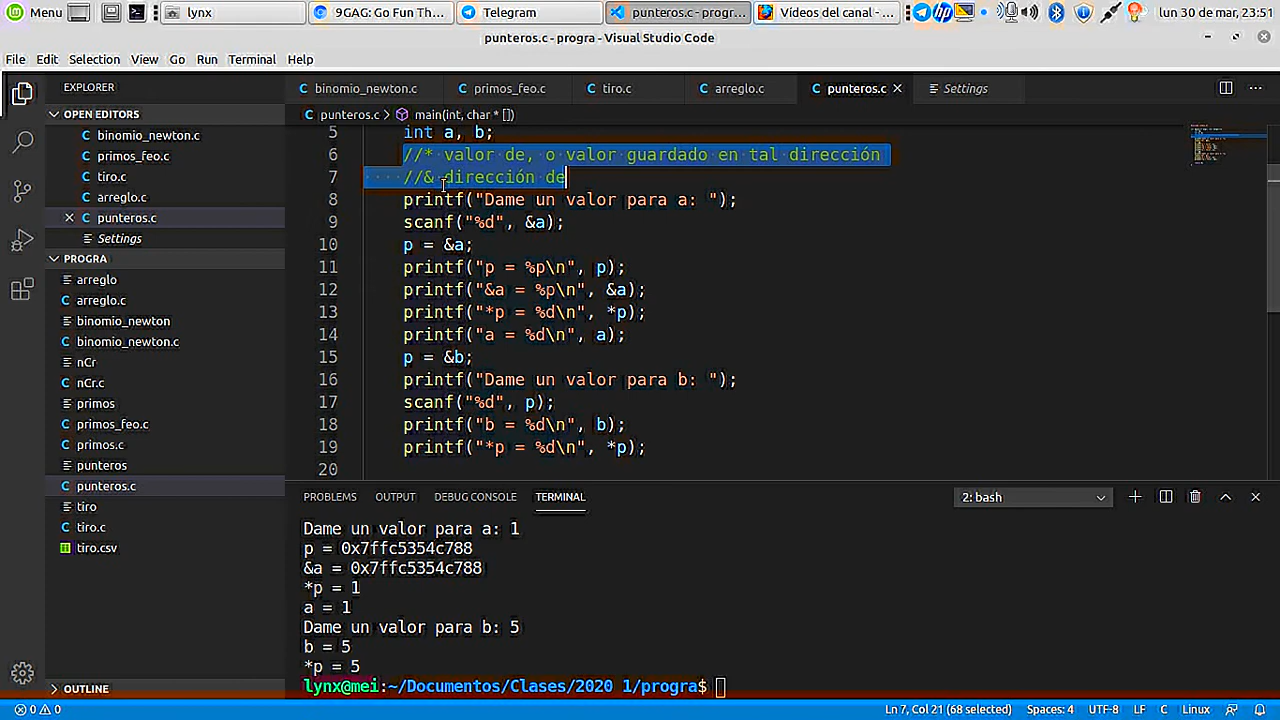 Menu lynx 9GAG: Go Fun Th... Telegram punteros.c - progr... Vídeos del canal - ... lun 30 de mar, 23:51
punteros.c - progra - Visual Studio Code
File Edit Selection View Go Run Terminal Help
EXPLORER
OPEN EDITORS
binomio_newton.c
primos_feo.c
tiro.c
arreglo.c
punteros.c
Settings
PROGRA
arreglo
arreglo.c
binomio_newton
binomio_newton.c
nCr
nCr.c
primos
primos_feo.c
primos.c
punteros
punteros.c
tiro
tiro.c
tiro.csv
OUTLINE
binomio_newton.c primos_feo.c tiro.c arreglo.c punteros.c Settings
punteros.c > main(int, char * [])
5 int a, b;
6 //* valor de, o valor guardado en tal dirección
7 //& dirección de
8 printf("Dame un valor para a: ");
9 scanf("%d", &a);
10 p = &a;
11 printf("p = %p\n", p);
12 printf("&a = %p\n", &a);
13 printf("*p = %d\n", *p);
14 printf("a = %d\n", a);
15 p = &b;
16 printf("Dame un valor para b: ");
17 scanf("%d", p);
18 printf("b = %d\n", b);
19 printf("*p = %d\n", *p);
20
PROBLEMS OUTPUT DEBUG CONSOLE TERMINAL 2: bash
Dame un valor para a: 1
p = 0x7ffc5354c788
&a = 0x7ffc5354c788
*p = 1
a = 1
Dame un valor para b: 5
b = 5
*p = 5
lynx@mei:~/Documentos/Clases/2020 1/progra$
0 0 Ln 7, Col 21 (68 selected) Spaces: 4 UTF-8 LF C Linux